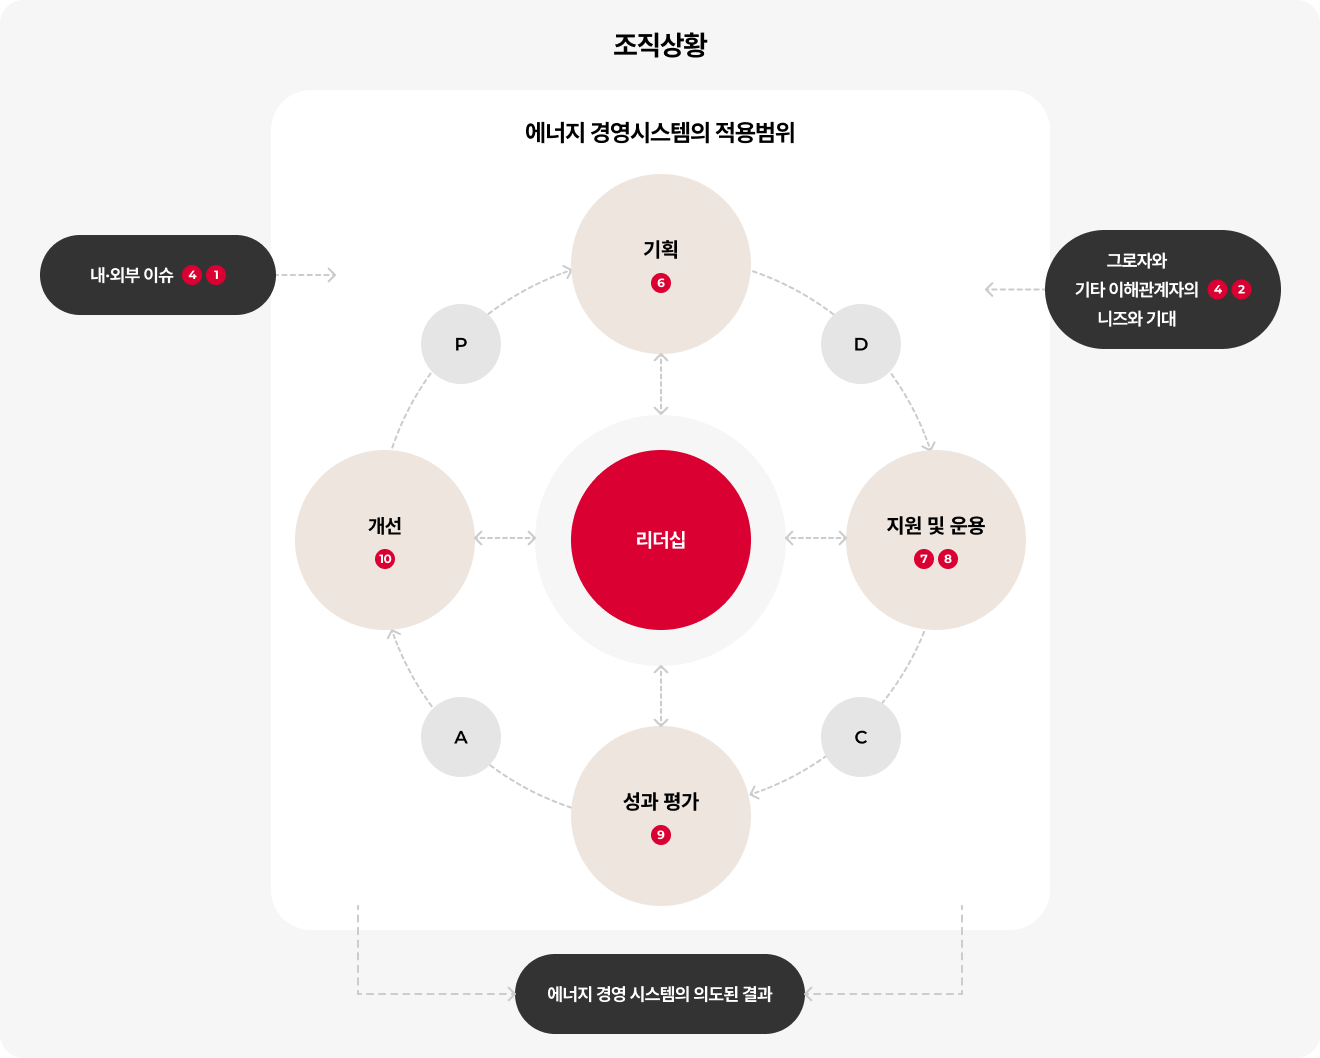 조직상황
에너지 경영시스템의 적용범위
기획
6
내·외부 이슈 4 1
그로자와
기타 이해관계자의 4 2
니즈와 기대
P
D
개선
10
리더십
지원 및 운용
7 8
A
C
성과 평가
9
에너지 경영 시스템의 의도된 결과